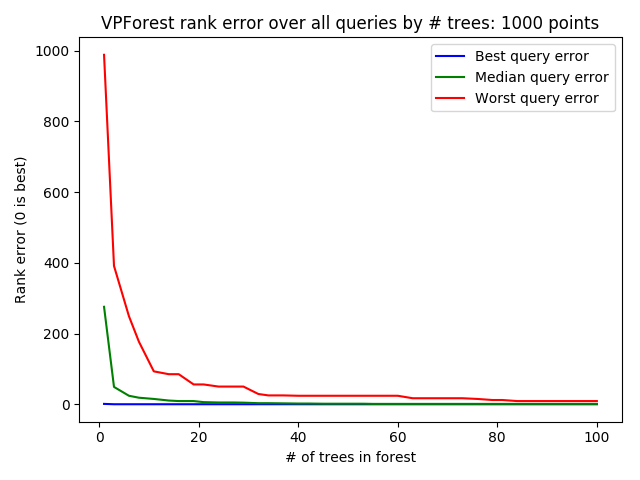 VPForest rank error over all queries by # trees: 1000 points
Best query error
Median query error
Worst query error
Rank error (0 is best)
1000
800
600
400
200
0
0 20 40 60 80 100
# of trees in forest